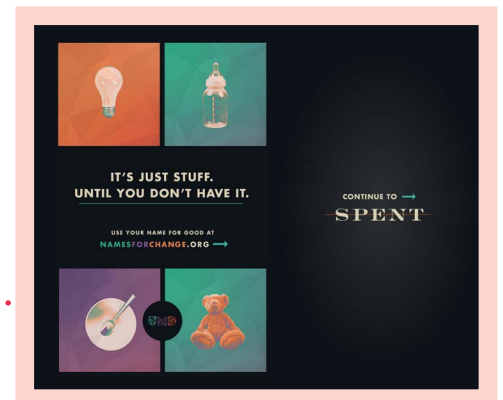 IT'S JUST STUFF.
UNTIL YOU DON'T HAVE IT.
USE YOUR NAME FOR GOOD AT
NAMESFORCHANGE.ORG
CONTINUE TO
SPENT